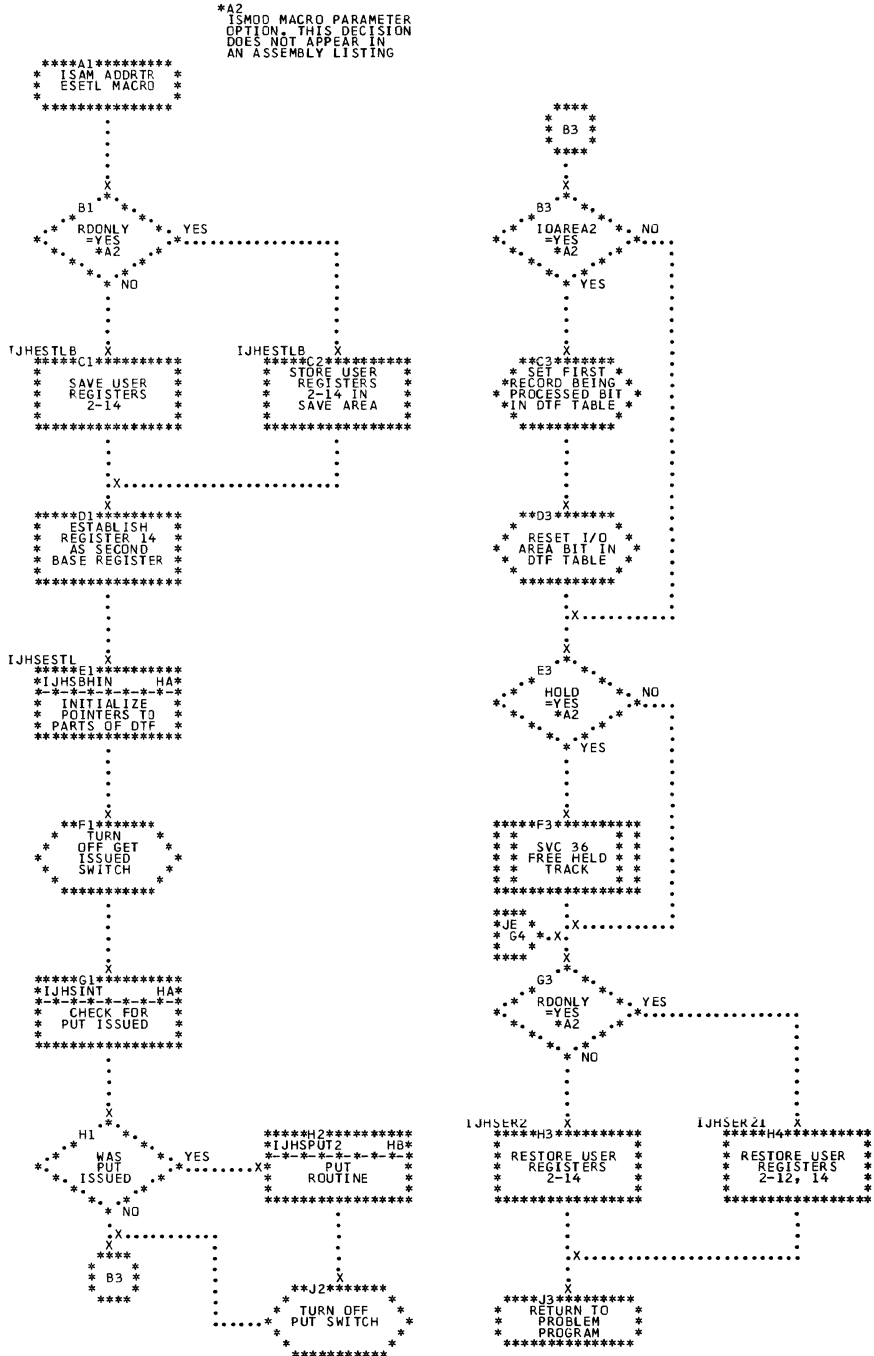 *A2
ISMOD MACRO PARAMETER
OPTION. THIS DECISION
DOES NOT APPEAR IN
AN ASSEMBLY LISTING
A1
ISAM ADDRTR
ESETL MACRO
B1
RDONLY
=YES
*A2
YES
NO
IJHESTLB
C1
SAVE USER
REGISTERS
2-14
IJHESTLB
C2
STORE USER
REGISTERS
2-14 IN
SAVE AREA
D1
ESTABLISH
REGISTER 14
AS SECOND
BASE REGISTER
IJHSESTL
E1
IJHSBHIN HA
INITIALIZE
POINTERS TO
PARTS OF DTF
F1
TURN
OFF GET
ISSUED
SWITCH
G1
IJHSINT HA
CHECK FOR
PUT ISSUED
H1
WAS
PUT
ISSUED
YES
NO
H2
IJHSPUT2 HB
PUT
ROUTINE
B3
J2
TURN OFF
PUT SWITCH
B3
B3
IOAREA2
=YES
*A2
NO
YES
C3
SET FIRST
RECORD BEING
PROCESSED BIT
IN DTF TABLE
D3
RESET I/O
AREA BIT IN
DTF TABLE
E3
HOLD
=YES
*A2
NO
YES
F3
SVC 36
FREE HELD
TRACK
JE
G4
G3
RDONLY
=YES
*A2
YES
NO
IJHSER2
H3
RESTORE USER
REGISTERS
2-14
IJHSER21
H4
RESTORE USER
REGISTERS
2-12, 14
J3
RETURN TO
PROBLEM
PROGRAM